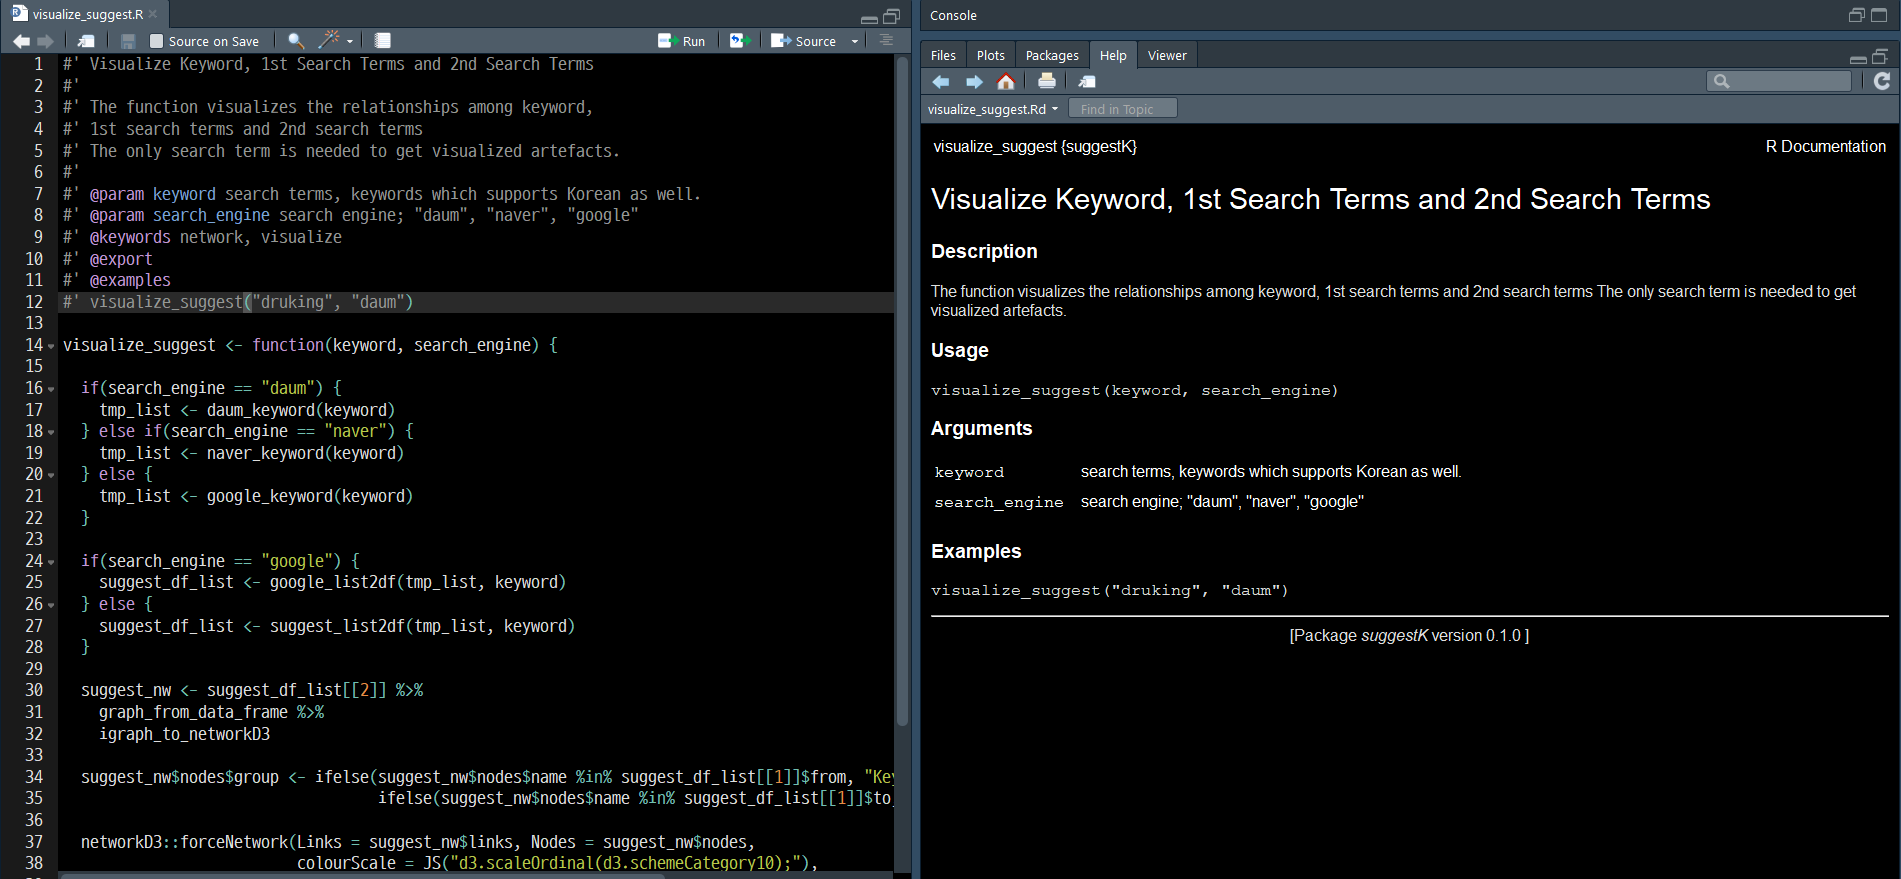 visualize_suggest.R
Source on Save
Run
Source
1 #' Visualize Keyword, 1st Search Terms and 2nd Search Terms
2 #'
3 #' The function visualizes the relationships among keyword,
4 #' 1st search terms and 2nd search terms
5 #' The only search term is needed to get visualized artefacts.
6 #'
7 #' @param keyword search terms, keywords which supports Korean as well.
8 #' @param search_engine search engine; "daum", "naver", "google"
9 #' @keywords network, visualize
10 #' @export
11 #' @examples
12 #' visualize_suggest("druking", "daum")
13
14 visualize_suggest <- function(keyword, search_engine) {
15
16 if(search_engine == "daum") {
17 tmp_list <- daum_keyword(keyword)
18 } else if(search_engine == "naver") {
19 tmp_list <- naver_keyword(keyword)
20 } else {
21 tmp_list <- google_keyword(keyword)
22 }
23
24 if(search_engine == "google") {
25 suggest_df_list <- google_list2df(tmp_list, keyword)
26 } else {
27 suggest_df_list <- suggest_list2df(tmp_list, keyword)
28 }
29
30 suggest_nw <- suggest_df_list[[2]] %>%
31 graph_from_data_frame %>%
32 igraph_to_networkD3
33
34 suggest_nw$nodes$group <- ifelse(suggest_nw$nodes$name %in% suggest_df_list[[1]]$from, "Key
35 ifelse(suggest_nw$nodes$name %in% suggest_df_list[[1]]$to
36
37 networkD3::forceNetwork(Links = suggest_nw$links, Nodes = suggest_nw$nodes,
38 colourScale = JS("d3.scaleOrdinal(d3.schemeCategory10);"),
Console
Files Plots Packages Help Viewer
visualize_suggest.Rd
Find in Topic
visualize_suggest {suggestK}
R Documentation
Visualize Keyword, 1st Search Terms and 2nd Search Terms
Description
The function visualizes the relationships among keyword, 1st search terms and 2nd search terms The only search term is needed to get
visualized artefacts.
Usage
visualize_suggest(keyword, search_engine)
Arguments
keyword search terms, keywords which supports Korean as well.
search_engine search engine; "daum", "naver", "google"
Examples
visualize_suggest("druking", "daum")
[Package suggestK version 0.1.0 ]